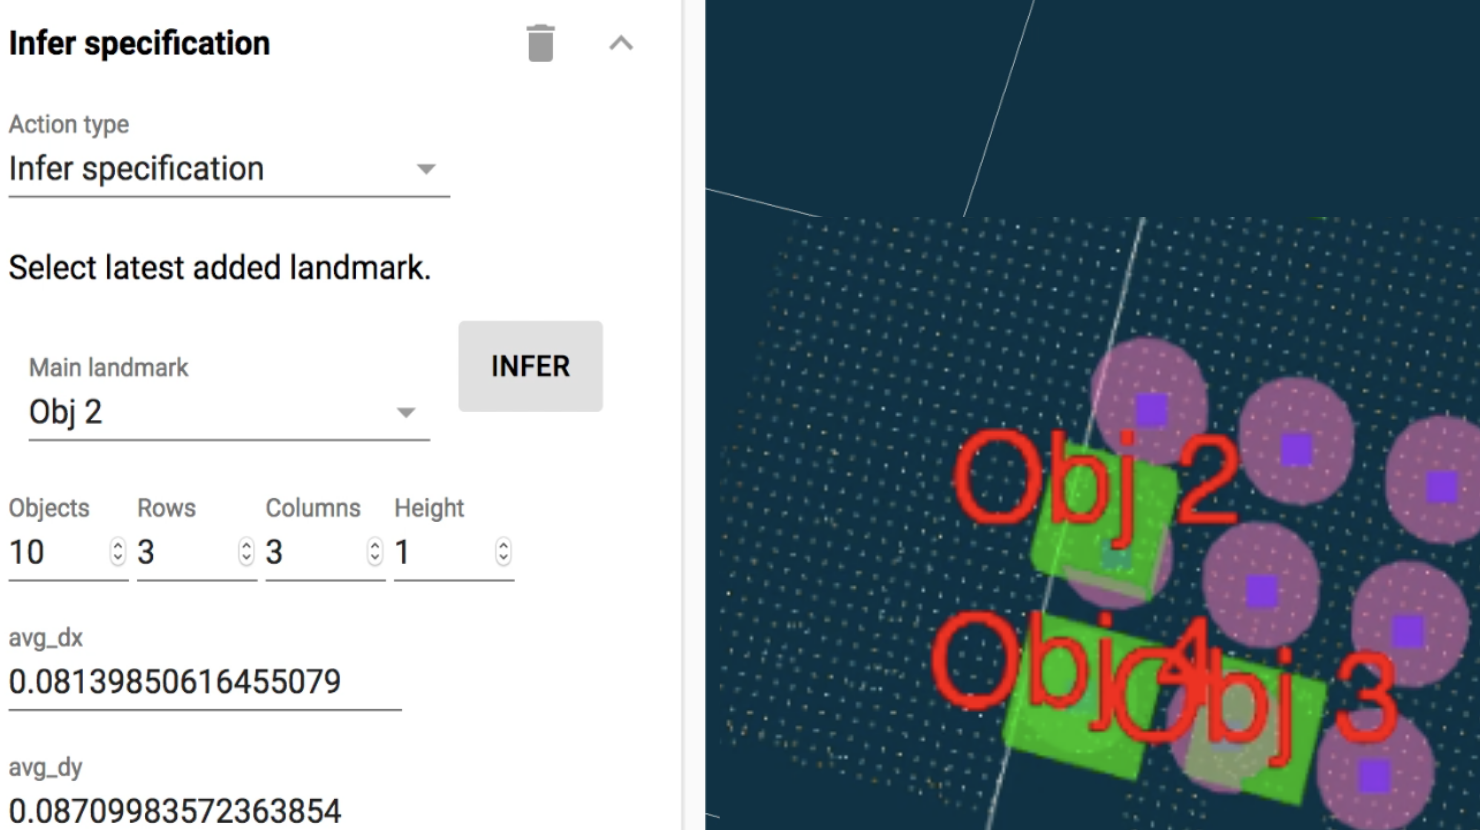 Infer specification
Action type
Infer specification
Select latest added landmark.
Main landmark
Obj 2
INFER
Objects Rows Columns Height
10 3 3 1
avg_dx
0.08139850616455079
avg_dy
0.08709983572363854
Obj 2
Obj 4
Obj 3